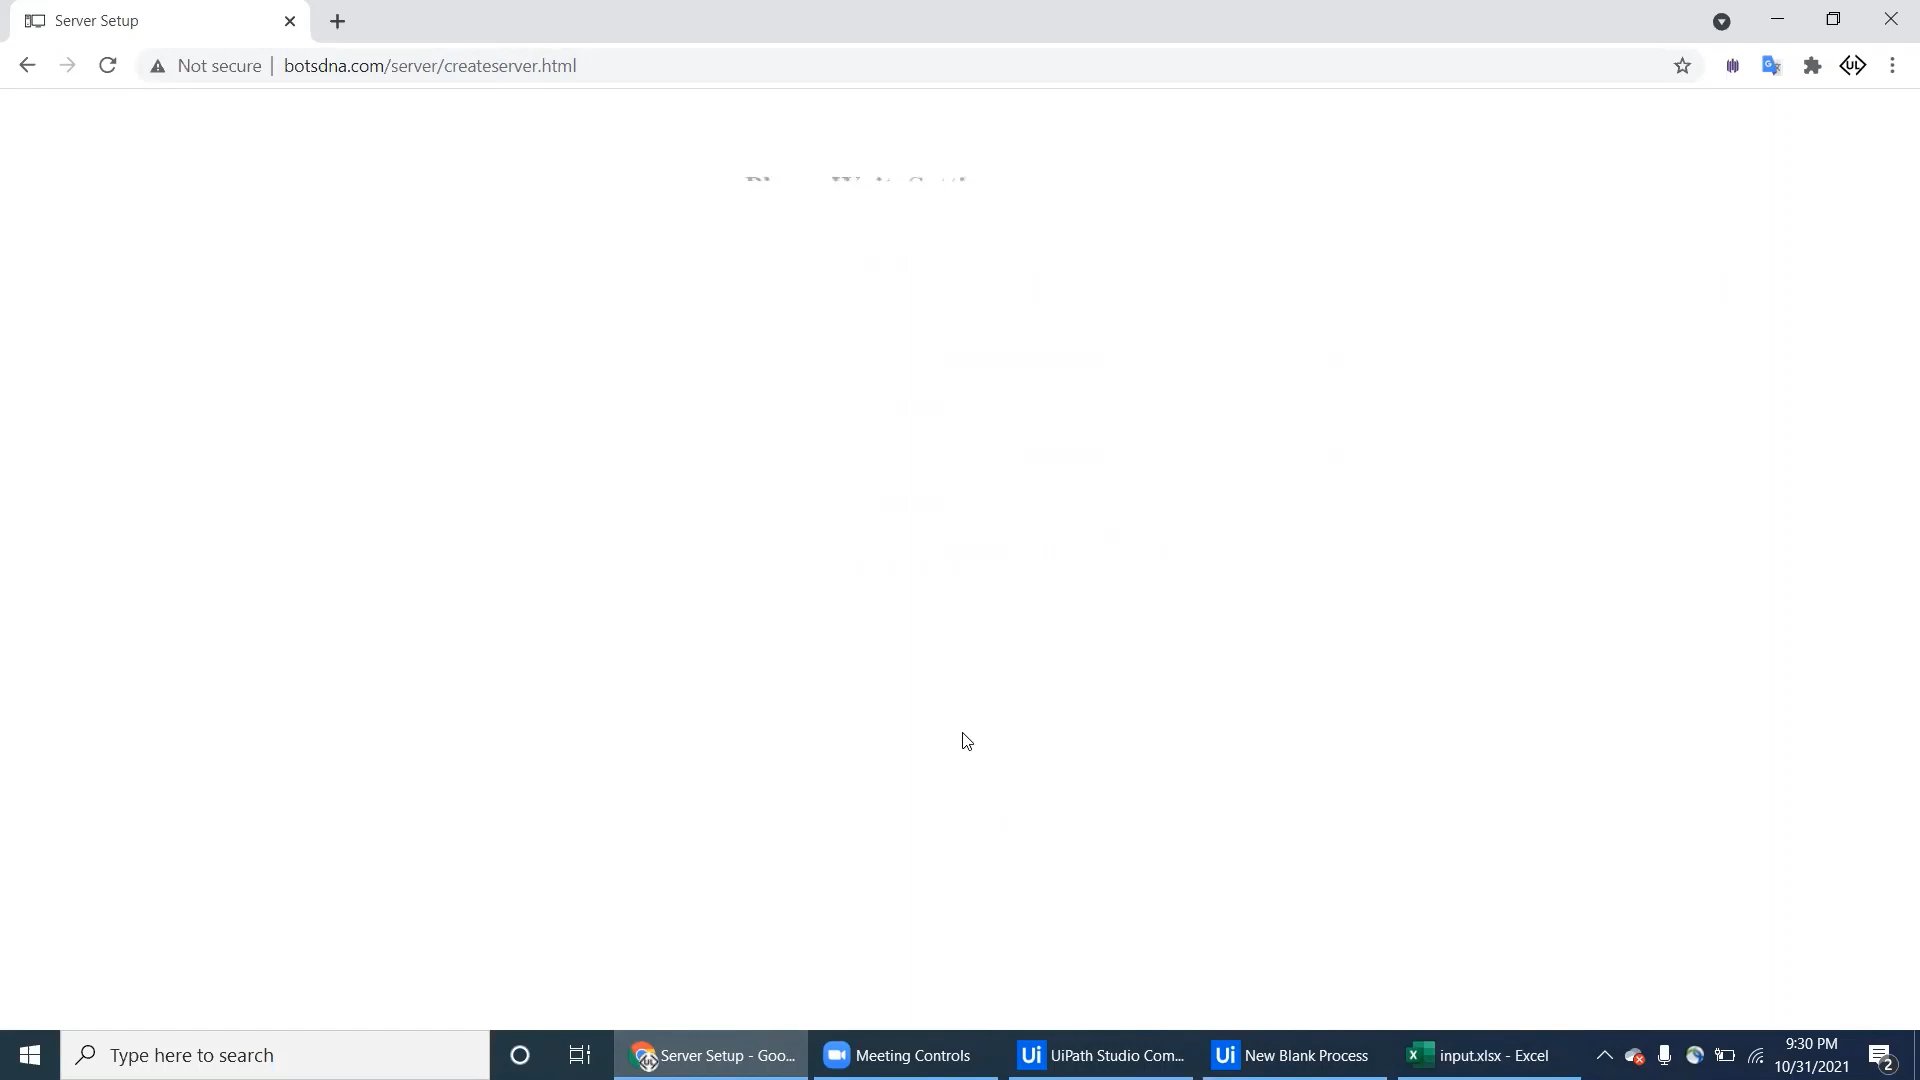 Server Setup
Not secure
botsdna.com/server/createserver.html
Type here to search
Server Setup - Goo...
Meeting Controls
UiPath Studio Com...
New Blank Process
input.xlsx - Excel
9:30 PM
10/31/2021
2